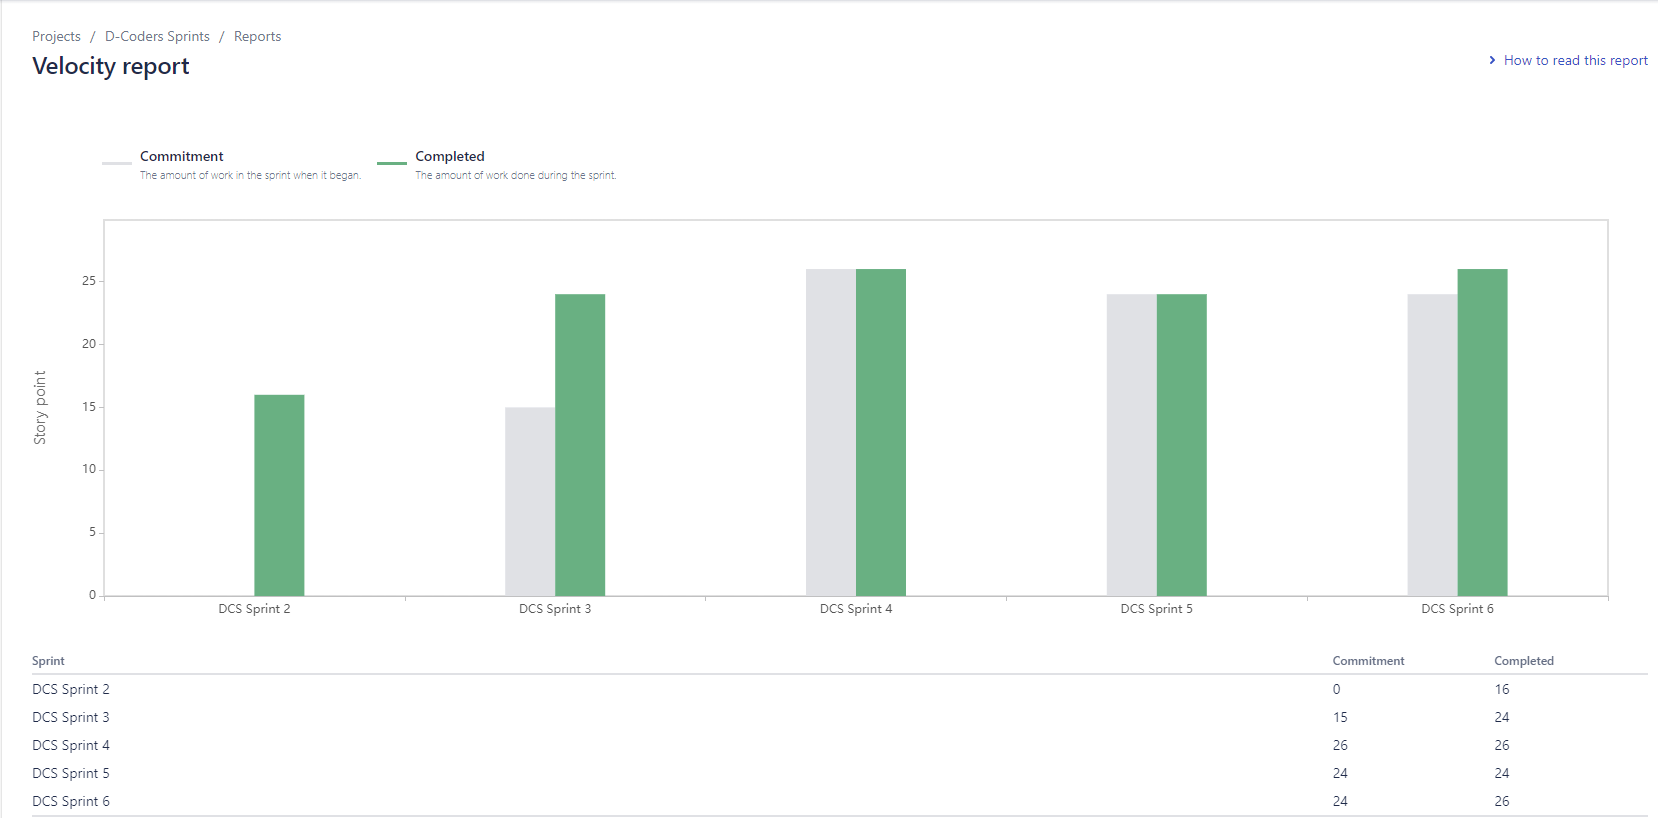 Projects / D-Coders Sprints / Reports
Velocity report
How to read this report
Commitment
The amount of work in the sprint when it began.
Completed
The amount of work done during the sprint.
Story point
25
20
15
10
5
0
DCS Sprint 2 DCS Sprint 3 DCS Sprint 4 DCS Sprint 5 DCS Sprint 6
Sprint Commitment Completed
DCS Sprint 2 0 16
DCS Sprint 3 15 24
DCS Sprint 4 26 26
DCS Sprint 5 24 24
DCS Sprint 6 24 26